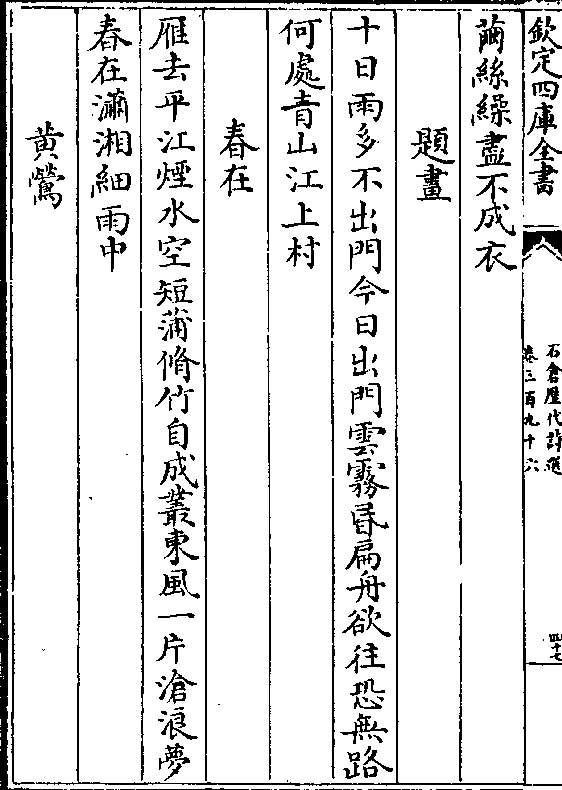 欽定四庫全書
石倉歴代詩選
卷三百九十六
四十七
繭絲繰盡不成衣
題畫
十日雨多不出門今日出門雲霧昏扁舟欲往恐無路
何處青山江上村
春在
雁去平江煙水空短蒲脩竹自成叢東風一片滄浪夢
春在瀟湘細雨中
黄鶯